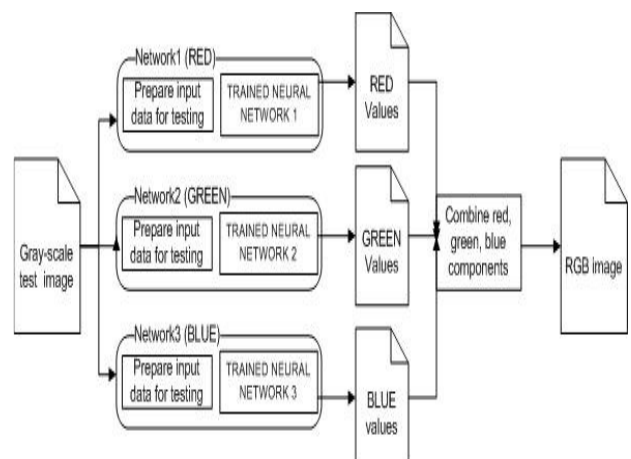 Gray-scale
test image
Network1 (RED)
Prepare input
data for testing
TRAINED NEURAL
NETWORK 1
RED
Values
Network2 (GREEN)
Prepare input
data for testing
TRAINED NEURAL
NETWORK 2
GREEN
Values
Network3 (BLUE)
Prepare input
data for testing
TRAINED NEURAL
NETWORK 3
BLUE
values
Combine red,
green, blue
components
RGB image